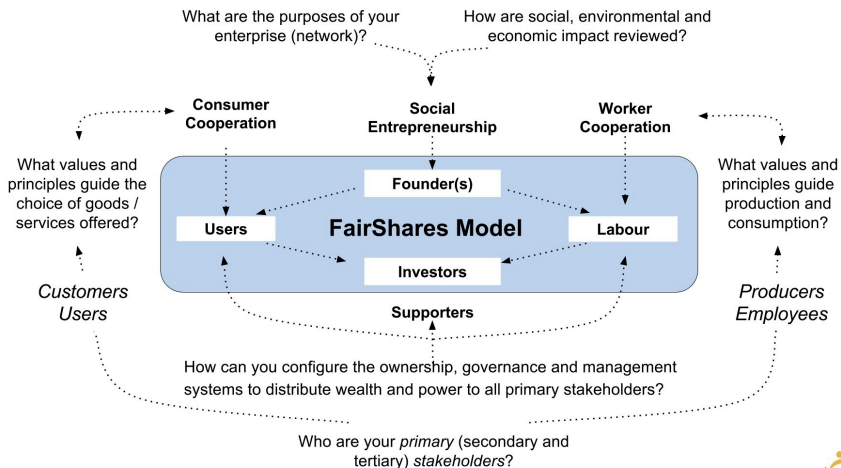 What are the purposes of your
enterprise (network)?
How are social, environmental and
economic impact reviewed?
Consumer
Cooperation
Social
Entrepreneurship
Worker
Cooperation
What values and
principles guide the
choice of goods /
services offered?
What values and
principles guide
production and
consumption?
Founder(s)
Users
FairShares Model
Labour
Investors
Customers
Users
Supporters
Producers
Employees
How can you configure the ownership, governance and management
systems to distribute wealth and power to all primary stakeholders?
Who are your primary (secondary and
tertiary) stakeholders?